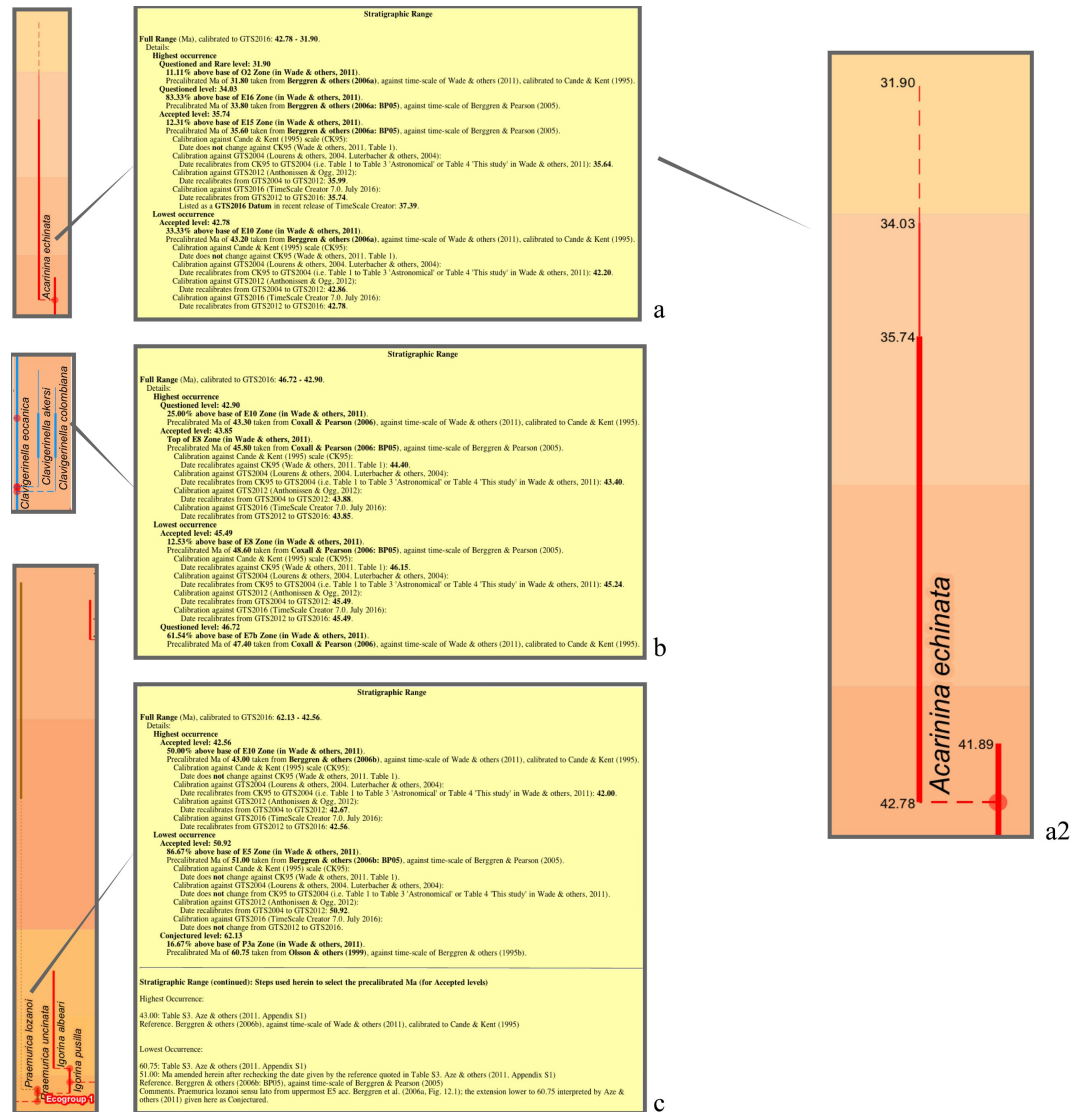 Acarinina echinata
Stratigraphic Range
Full Range (Ma), calibrated to GTS2016: 42.78 - 31.90.
Details:
Highest occurrence
Questioned and Rare level: 31.90
11.11% above base of O2 Zone (in Wade & others, 2011).
Precalibrated Ma of 31.80 taken from Berggren & others (2006a), against time-scale of Wade & others (2011), calibrated to Cande & Kent (1995).
Questioned level: 34.03
83.33% above base of E16 Zone (in Wade & others, 2011).
Precalibrated Ma of 33.80 taken from Berggren & others (2006a: BP05), against time-scale of Berggren & Pearson (2005).
Accepted level: 35.74
12.31% above base of E15 Zone (in Wade & others, 2011).
Precalibrated Ma of 35.60 taken from Berggren & others (2006a: BP05), against time-scale of Berggren & Pearson (2005).
Calibration against Cande & Kent (1995) scale (CK95):
Date does not change against CK95 (Wade & others, 2011. Table 1).
Calibration against GTS2004 (Lourens & others, 2004. Luterbacher & others, 2004):
Date recalibrates from CK95 to GTS2004 (i.e. Table 1 to Table 3 'Astronomical' or Table 4 'This study' in Wade & others, 2011): 35.64.
Calibration against GTS2012 (Anthonissen & Ogg, 2012):
Date recalibrates from GTS2004 to GTS2012: 35.99.
Calibration against GTS2016 (TimeScale Creator 7.0. July 2016):
Date recalibrates from GTS2012 to GTS2016: 35.74.
Listed as a GTS2016 Datum in recent release of TimeScale Creator: 37.39.
Lowest occurrence
Accepted level: 42.78
33.33% above base of E10 Zone (in Wade & others, 2011).
Precalibrated Ma of 43.20 taken from Berggren & others (2006a), against time-scale of Wade & others (2011), calibrated to Cande & Kent (1995).
Calibration against Cande & Kent (1995) scale (CK95):
Date does not change against CK95 (Wade & others, 2011. Table 1).
Calibration against GTS2004 (Lourens & others, 2004. Luterbacher & others, 2004):
Date recalibrates from CK95 to GTS2004 (i.e. Table 1 to Table 3 'Astronomical' or Table 4 'This study' in Wade & others, 2011): 42.20.
Calibration against GTS2012 (Anthonissen & Ogg, 2012):
Date recalibrates from GTS2004 to GTS2012: 42.86.
Calibration against GTS2016 (TimeScale Creator 7.0. July 2016):
Date recalibrates from GTS2012 to GTS2016: 42.78.
a
Clavigerinella eocanica
Clavigerinella akersi
Clavigerinella colombiana
Stratigraphic Range
Full Range (Ma), calibrated to GTS2016: 46.72 - 42.90.
Details:
Highest occurrence
Questioned level: 42.90
25.00% above base of E10 Zone (in Wade & others, 2011).
Precalibrated Ma of 43.30 taken from Coxall & Pearson (2006), against time-scale of Wade & others (2011), calibrated to Cande & Kent (1995).
Accepted level: 43.85
Top of E8 Zone (in Wade & others, 2011).
Precalibrated Ma of 45.80 taken from Coxall & Pearson (2006: BP05), against time-scale of Berggren & Pearson (2005).
Calibration against Cande & Kent (1995) scale (CK95):
Date recalibrates against CK95 (Wade & others, 2011. Table 1): 44.40.
Calibration against GTS2004 (Lourens & others, 2004. Luterbacher & others, 2004):
Date recalibrates from CK95 to GTS2004 (i.e. Table 1 to Table 3 'Astronomical' or Table 4 'This study' in Wade & others, 2011): 43.40.
Calibration against GTS2012 (Anthonissen & Ogg, 2012):
Date recalibrates from GTS2004 to GTS2012: 43.88.
Calibration against GTS2016 (TimeScale Creator 7.0. July 2016):
Date recalibrates from GTS2012 to GTS2016: 43.85.
Lowest occurrence
Accepted level: 45.49
12.53% above base of E8 Zone (in Wade & others, 2011).
Precalibrated Ma of 48.60 taken from Coxall & Pearson (2006: BP05), against time-scale of Berggren & Pearson (2005).
Calibration against Cande & Kent (1995) scale (CK95):
Date recalibrates against CK95 (Wade & others, 2011. Table 1): 46.15.
Calibration against GTS2004 (Lourens & others, 2004. Luterbacher & others, 2004):
Date recalibrates from CK95 to GTS2004 (i.e. Table 1 to Table 3 'Astronomical' or Table 4 'This study' in Wade & others, 2011): 45.24.
Calibration against GTS2012 (Anthonissen & Ogg, 2012):
Date recalibrates from GTS2004 to GTS2012: 45.49.
Calibration against GTS2016 (TimeScale Creator 7.0. July 2016):
Date recalibrates from GTS2012 to GTS2016: 45.49.
Questioned level: 46.72
61.54% above base of E7b Zone (in Wade & others, 2011).
Precalibrated Ma of 47.40 taken from Coxall & Pearson (2006), against time-scale of Wade & others (2011), calibrated to Cande & Kent (1995).
b
Praemurica lozanoi
Praemurica uncinata
Igorina albeari
Igorina pusilla
Ecogroup 1
Stratigraphic Range
Full Range (Ma), calibrated to GTS2016: 62.13 - 42.56.
Details:
Highest occurrence
Accepted level: 42.56
50.00% above base of E10 Zone (in Wade & others, 2011).
Precalibrated Ma of 43.00 taken from Berggren & others (2006b), against time-scale of Wade & others (2011), calibrated to Cande & Kent (1995).
Calibration against Cande & Kent (1995) scale (CK95):
Date does not change against CK95 (Wade & others, 2011. Table 1).
Calibration against GTS2004 (Lourens & others, 2004. Luterbacher & others, 2004):
Date recalibrates from CK95 to GTS2004 (i.e. Table 1 to Table 3 'Astronomical' or Table 4 'This study' in Wade & others, 2011): 42.00.
Calibration against GTS2012 (Anthonissen & Ogg, 2012):
Date recalibrates from GTS2004 to GTS2012: 42.67.
Calibration against GTS2016 (TimeScale Creator 7.0. July 2016):
Date recalibrates from GTS2012 to GTS2016: 42.56.
Lowest occurrence
Accepted level: 50.92
86.67% above base of E5 Zone (in Wade & others, 2011).
Precalibrated Ma of 51.00 taken from Berggren & others (2006b: BP05), against time-scale of Berggren & Pearson (2005).
Calibration against Cande & Kent (1995) scale (CK95):
Date does not change against CK95 (Wade & others, 2011. Table 1).
Calibration against GTS2004 (Lourens & others, 2004. Luterbacher & others, 2004):
Date does not change from CK95 to GTS2004 (i.e. Table 1 to Table 3 'Astronomical' or Table 4 'This study' in Wade & others, 2011).
Calibration against GTS2012 (Anthonissen & Ogg, 2012):
Date recalibrates from GTS2004 to GTS2012: 50.92.
Calibration against GTS2016 (TimeScale Creator 7.0. July 2016):
Date does not change from GTS2012 to GTS2016.
Conjectured level: 62.13
16.67% above base of P3a Zone (in Wade & others, 2011).
Precalibrated Ma of 60.75 taken from Olsson & others (1999), against time-scale of Berggren & others (1995b).
Stratigraphic Range (continued): Steps used herein to select the precalibrated Ma (for Accepted levels)
Highest Occurrence:
43.00: Table S3. Aze & others (2011. Appendix S1)
Reference. Berggren & others (2006b), against time-scale of Wade & others (2011), calibrated to Cande & Kent (1995)
Lowest Occurrence:
60.75: Table S3. Aze & others (2011. Appendix S1)
51.00: Ma amended herein after rechecking the date given by the reference quoted in Table S3. Aze & others (2011. Appendix S1)
Reference. Berggren & others (2006b: BP05), against time-scale of Berggren & Pearson (2005)
Comments. Praemurica lozanoi sensu lato from uppermost E5 acc. Berggren et al. (2006a, Fig. 12.1); the extension lower to 60.75 interpreted by Aze &
others (2011) given here as Conjectured.
c
31.90
34.03
35.74
Acarinina echinata
41.89
42.78
a2